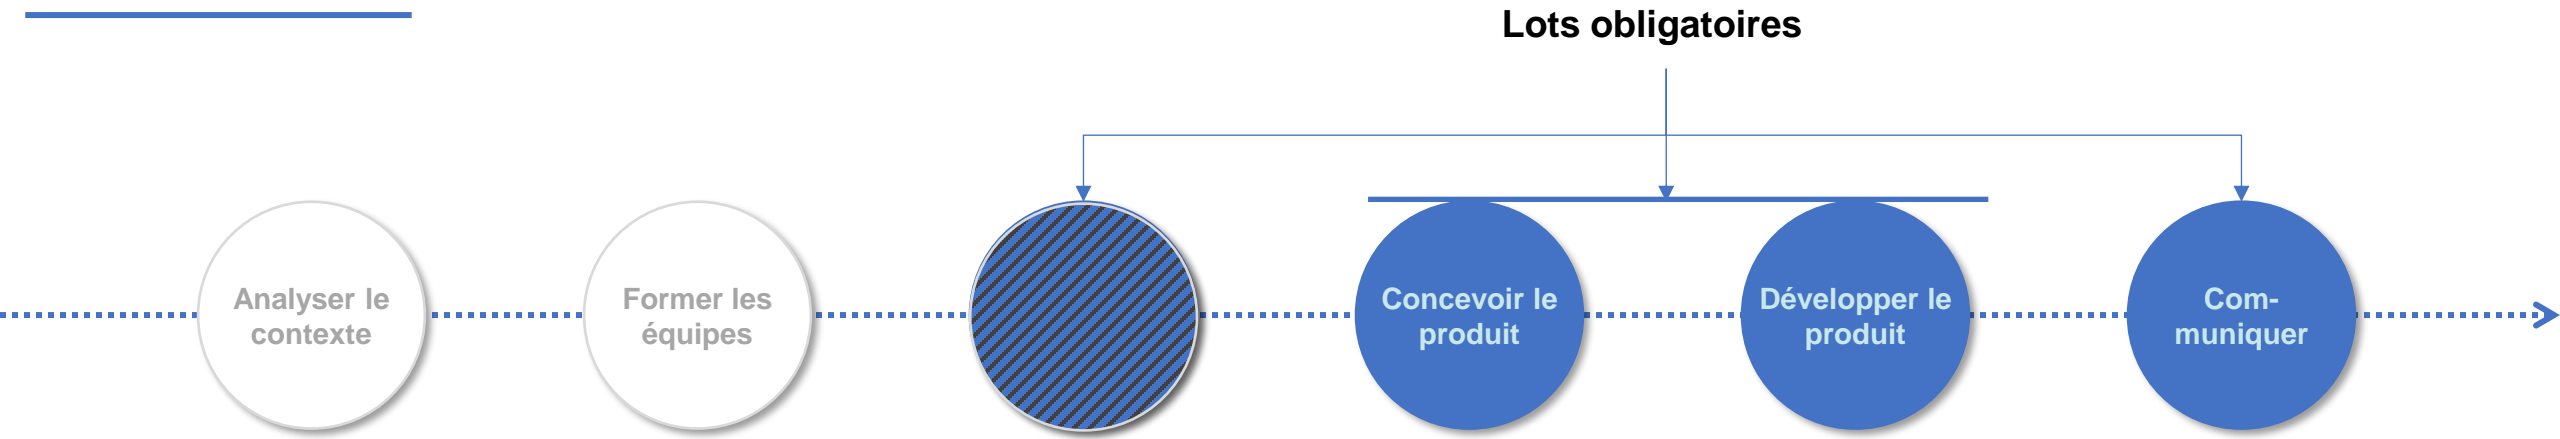 Lots obligatoires
Analyser le
contexte
Former les
équipes
Concevoir le
produit
Développer le
produit
Com-
muniquer